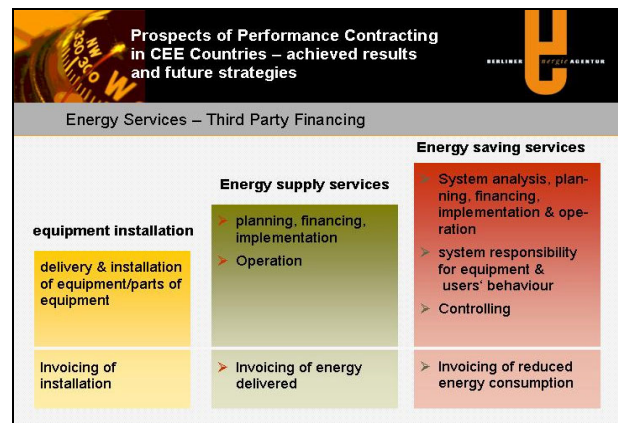 Prospects of Performance Contracting
in CEE Countries – achieved results
and future strategies
BERLINER energie AGENTUR
Energy Services – Third Party Financing
equipment installation
delivery & installation
of equipment/parts of
equipment
Invoicing of
installation
Energy supply services
planning, financing,
implementation
Operation
Invoicing of energy
delivered
Energy saving services
System analysis, plan-
ning, financing,
implementation & ope-
ration
system responsibility
for equipment &
users‘ behaviour
Controlling
Invoicing of reduced
energy consumption
NW
330
300
W